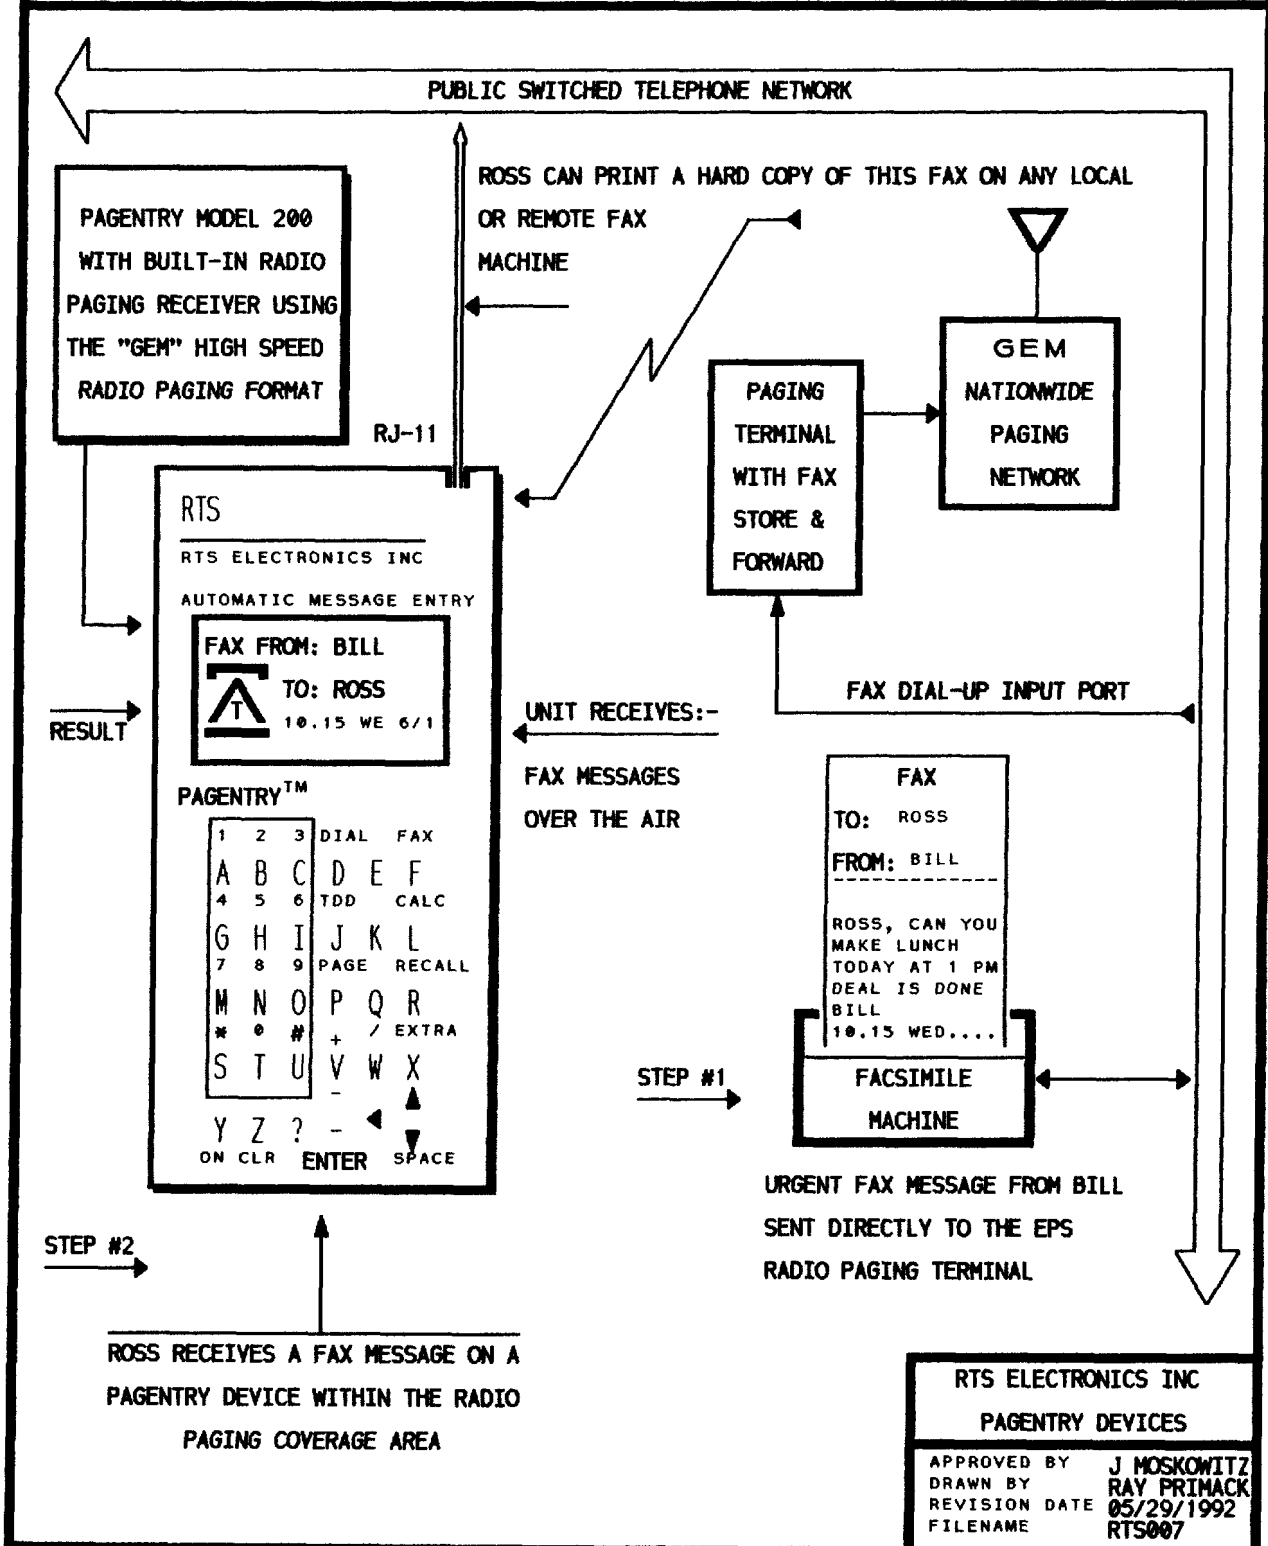 PUBLIC SWITCHED TELEPHONE NETWORK
ROSS CAN PRINT A HARD COPY OF THIS FAX ON ANY LOCAL
OR REMOTE FAX
MACHINE
PAGENTRY MODEL 200
WITH BUILT-IN RADIO
PAGING RECEIVER USING
THE "GEM" HIGH SPEED
RADIO PAGING FORMAT
GEM
NATIONWIDE
PAGING
NETWORK
PAGING
TERMINAL
WITH FAX
STORE &
FORWARD
RJ-11
RTS
RTS ELECTRONICS INC
AUTOMATIC MESSAGE ENTRY
FAX FROM: BILL
TO: ROSS
T
10.15 WE 6/1
RESULT
UNIT RECEIVES:-
FAX MESSAGES
OVER THE AIR
FAX DIAL-UP INPUT PORT
PAGENTRY™
1 2 3 DIAL FAX
A B C D E F
4 5 6 TDD CALC
G H I J K L
7 8 9 PAGE RECALL
M N O P Q R
* 0 # + / EXTRA
S T U V W X
-
Y Z ? -
ON CLR ENTER SPACE
FAX
TO: ROSS
FROM: BILL
ROSS, CAN YOU
MAKE LUNCH
TODAY AT 1 PM
DEAL IS DONE
BILL
10.15 WED....
STEP #1
FACSIMILE
MACHINE
URGENT FAX MESSAGE FROM BILL
SENT DIRECTLY TO THE EPS
RADIO PAGING TERMINAL
STEP #2
ROSS RECEIVES A FAX MESSAGE ON A
PAGENTRY DEVICE WITHIN THE RADIO
PAGING COVERAGE AREA
RTS ELECTRONICS INC
PAGENTRY DEVICES
APPROVED BY J MOSKOWITZ
DRAWN BY RAY PRIMACK
REVISION DATE 05/29/1992
FILENAME RTS007